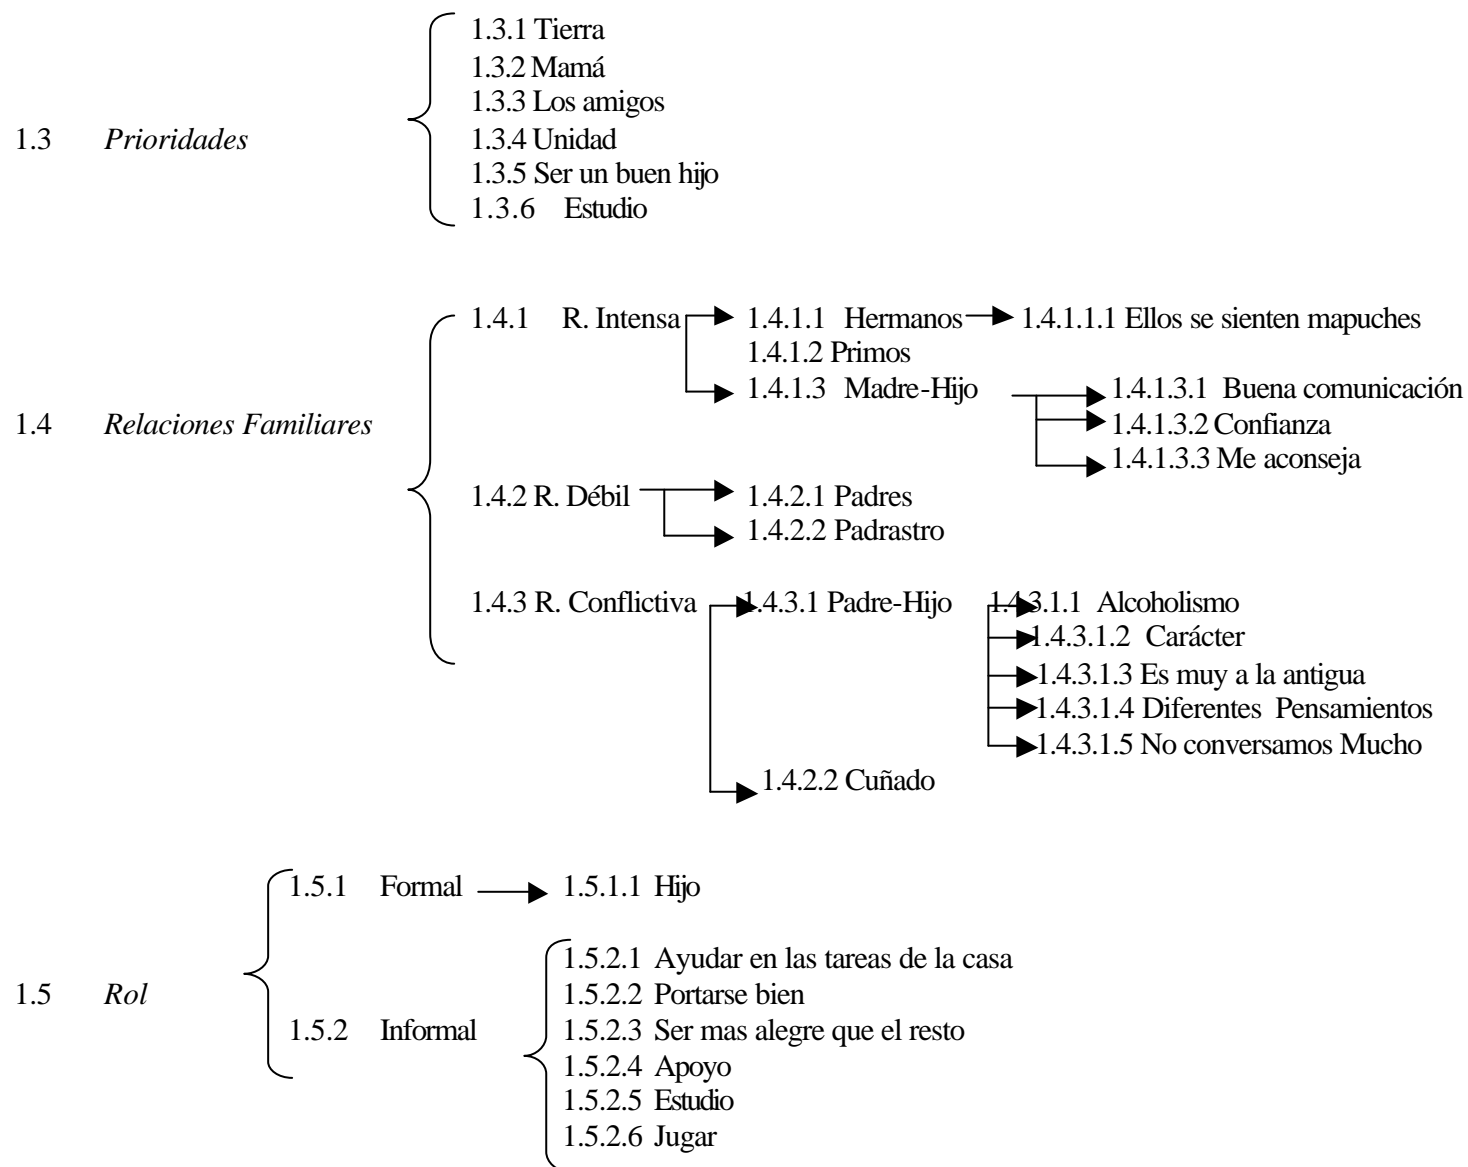 1.3.1 Tierra
1.3.2 Mamá
1.3.3 Los amigos
1.3 Prioridades 1.3.4 Unidad
1.3.5 Ser un buen hijo
1.3.6 Estudio
1.4.1 R. Intensa 1.4.1.1 Hermanos 1.4.1.1.1 Ellos se sienten mapuches
1.4.1.2 Primos
1.4.1.3 Madre-Hijo 1.4.1.3.1 Buena comunicación
1.4 Relaciones Familiares 1.4.1.3.2 Confianza
1.4.1.3.3 Me aconseja
1.4.2 R. Débil 1.4.2.1 Padres
1.4.2.2 Padrastro
1.4.3 R. Conflictiva 1.4.3.1 Padre-Hijo 1.4.3.1.1 Alcoholismo
1.4.3.1.2 Carácter
1.4.3.1.3 Es muy a la antigua
1.4.3.1.4 Diferentes Pensamientos
1.4.3.1.5 No conversamos Mucho
1.4.2.2 Cuñado
1.5.1 Formal 1.5.1.1 Hijo
1.5.2.1 Ayudar en las tareas de la casa
1.5 Rol 1.5.2.2 Portarse bien
1.5.2 Informal 1.5.2.3 Ser mas alegre que el resto
1.5.2.4 Apoyo
1.5.2.5 Estudio
1.5.2.6 Jugar